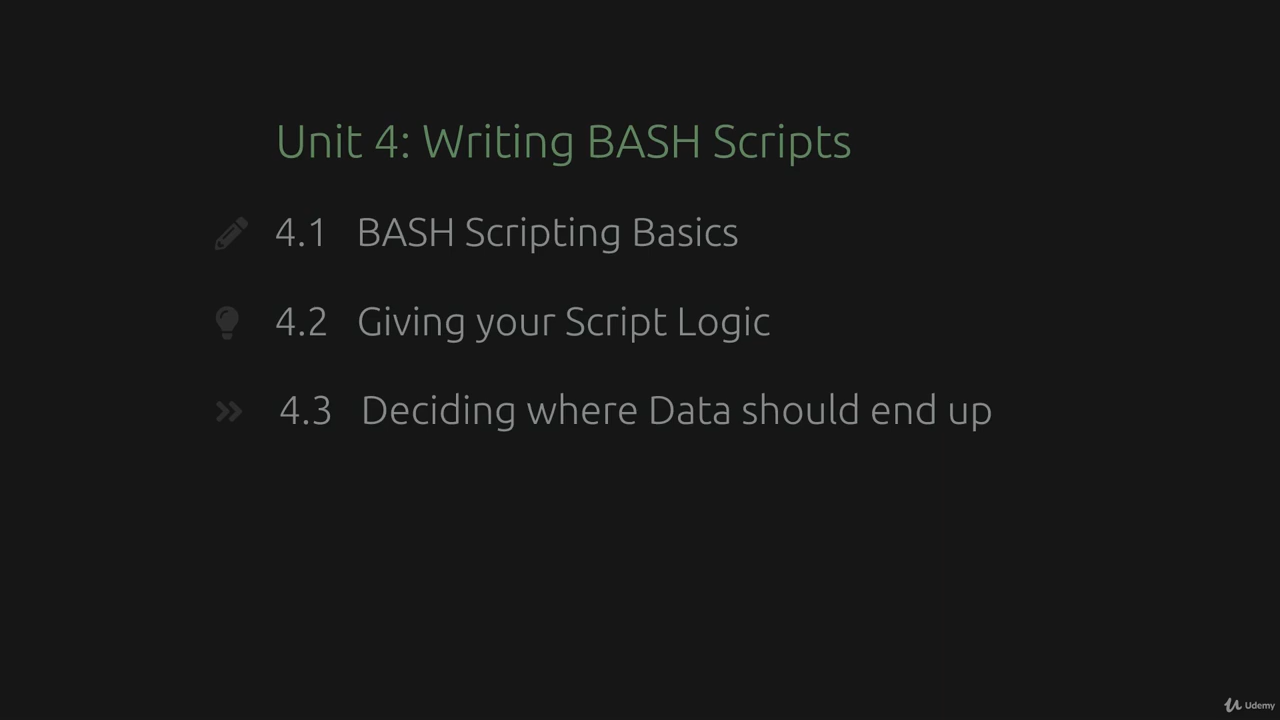 Unit 4: Writing BASH Scripts
4.1 BASH Scripting Basics
4.2 Giving your Script Logic
4.3 Deciding where Data should end up
Udemy